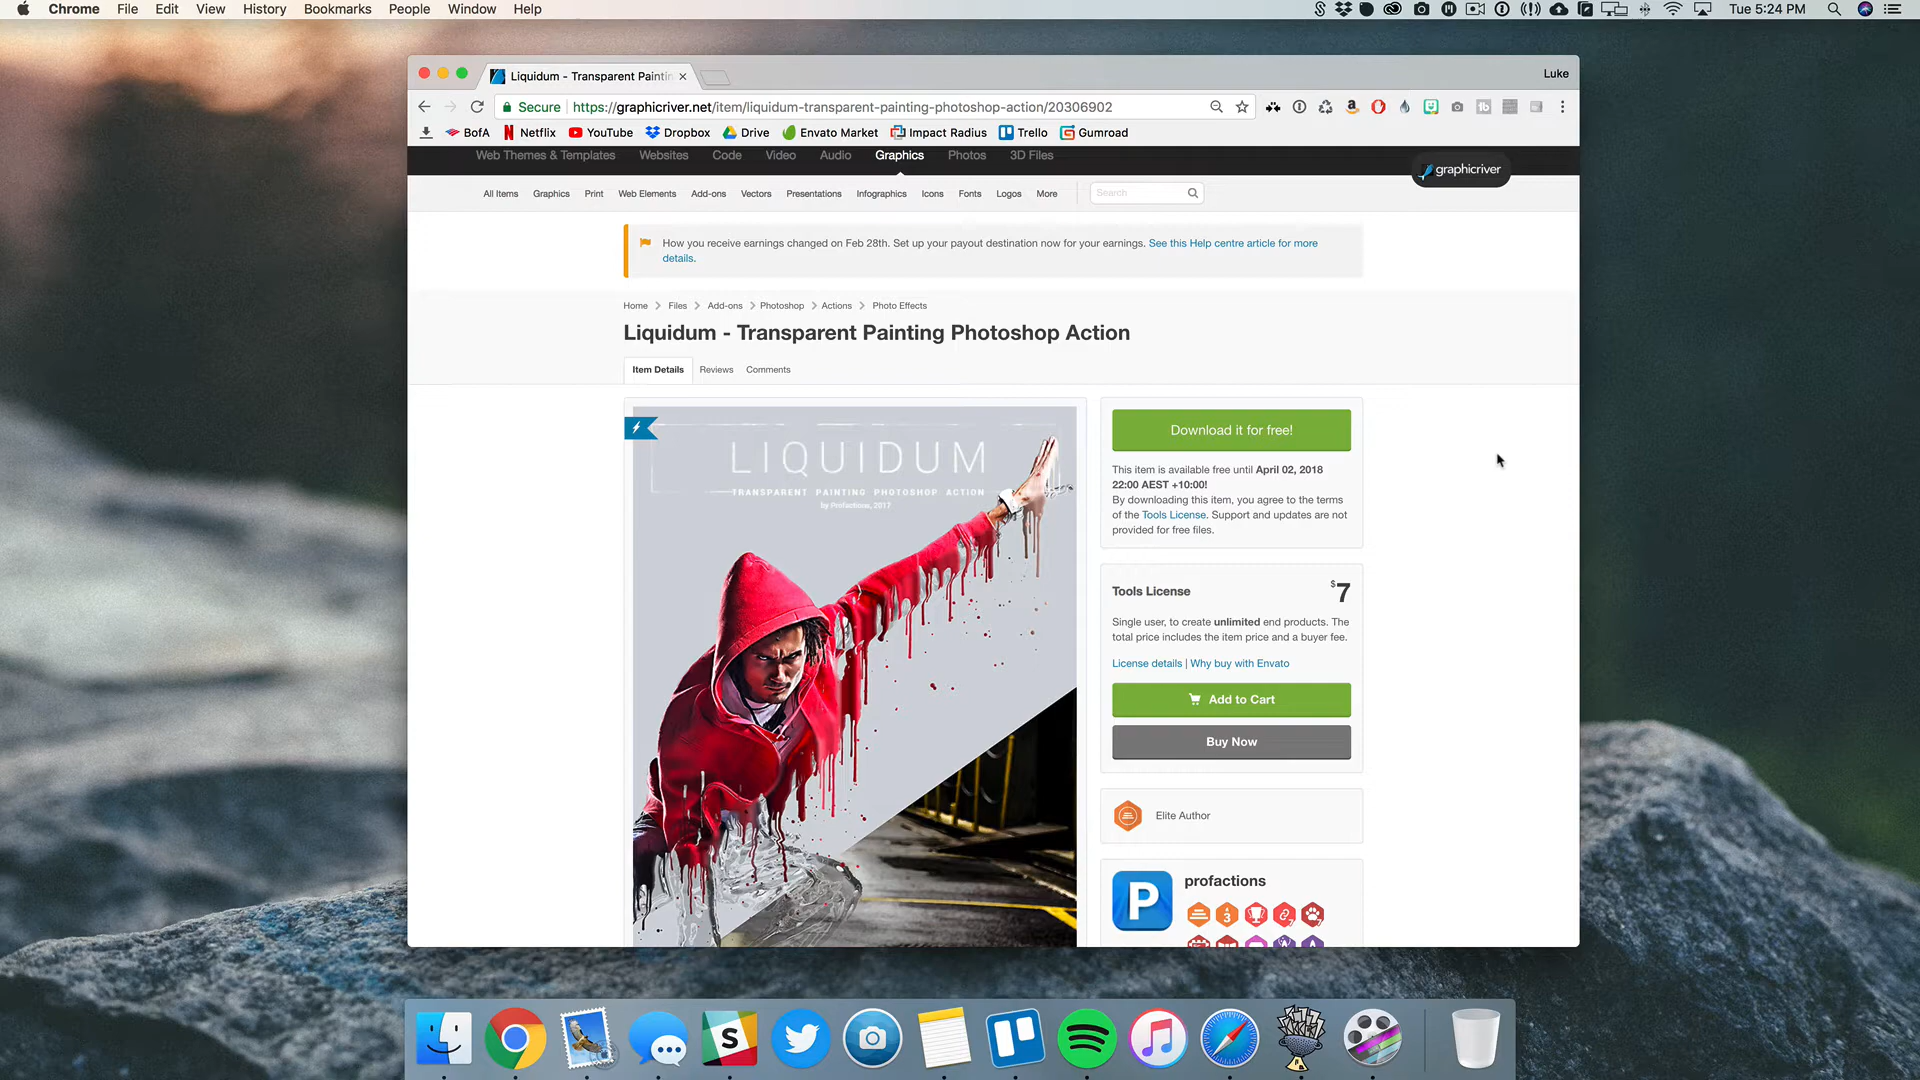 Chrome File Edit View History Bookmarks People Window Help
Tue 5:24 PM
Liquidum - Transparent Paintin
Luke
Secure https://graphicriver.net/item/liquidum-transparent-painting-photoshop-action/20306902
BofA Netflix YouTube Dropbox Drive Envato Market Impact Radius Trello Gumroad
Web Themes & Templates Websites Code Video Audio Graphics Photos 3D Files
graphicriver
All Items Graphics Print Web Elements Add-ons Vectors Presentations Infographics Icons Fonts Logos More
Search
How you receive earnings changed on Feb 28th. Set up your payout destination now for your earnings. See this Help centre article for more
details.
Home Files Add-ons Photoshop Actions Photo Effects
Liquidum - Transparent Painting Photoshop Action
Item Details Reviews Comments
LIQUIDUM
TRANSPARENT PAINTING PHOTOSHOP ACTION
by Profactions, 2017
Download it for free!
This item is available free until April 02, 2018
22:00 AEST +10:00!
By downloading this item, you agree to the terms
of the Tools License. Support and updates are not
provided for free files.
Tools License
$7
Single user, to create unlimited end products. The
total price includes the item price and a buyer fee.
License details | Why buy with Envato
Add to Cart
Buy Now
Elite Author
P
profactions
3
7
7
S